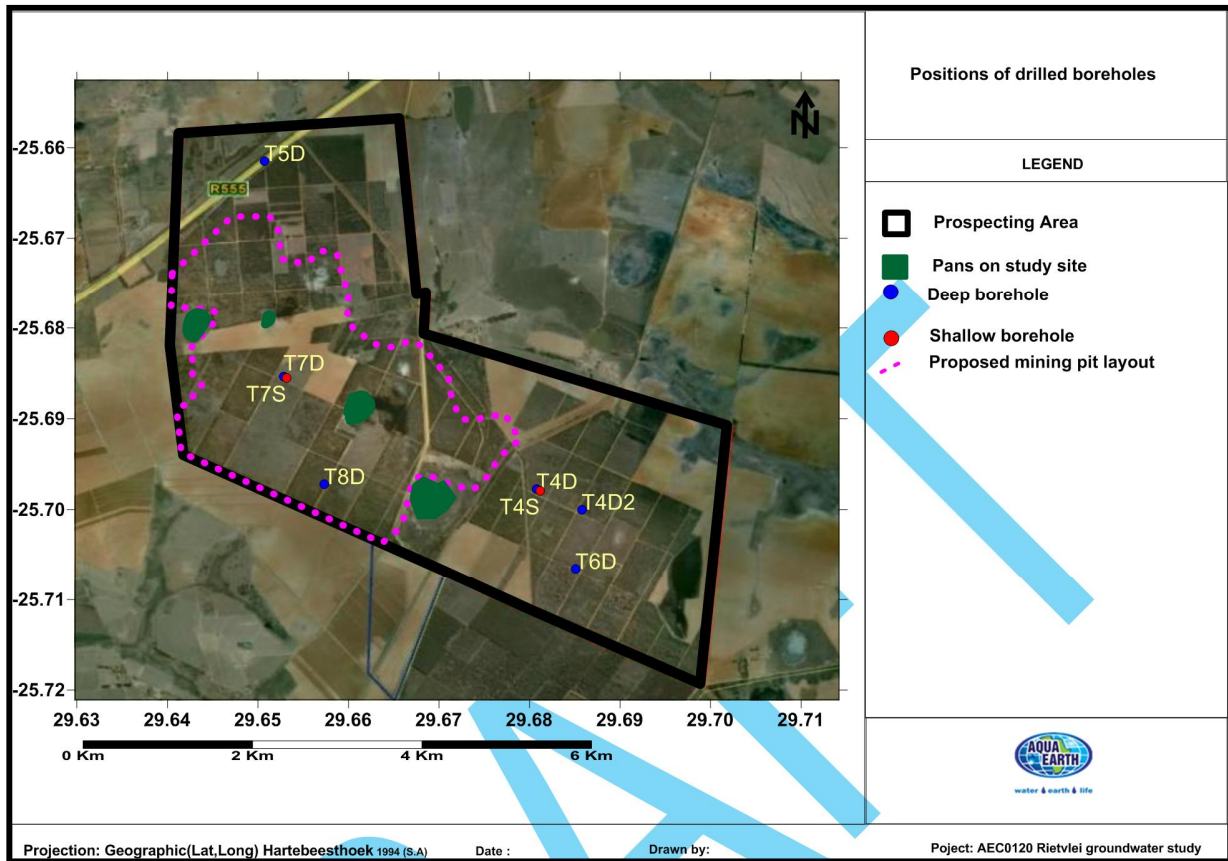 Positions of drilled boreholes
LEGEND
Prospecting Area
Pans on study site
Deep borehole
Shallow borehole
Proposed mining pit layout
N
-25.66
-25.67
-25.68
-25.69
-25.70
-25.71
-25.72
T5D
R555
T7D
T7S
T8D
T4D
T4S
T4D2
T6D
29.63 29.64 29.65 29.66 29.67 29.68 29.69 29.70 29.71
0 Km 2 Km 4 Km 6 Km
AQUA
EARTH
water earth life
Projection: Geographic(Lat,Long) Hartebeesthoek 1994 (S.A) Date : Drawn by: Poject: AEC0120 Rietvlei groundwater study